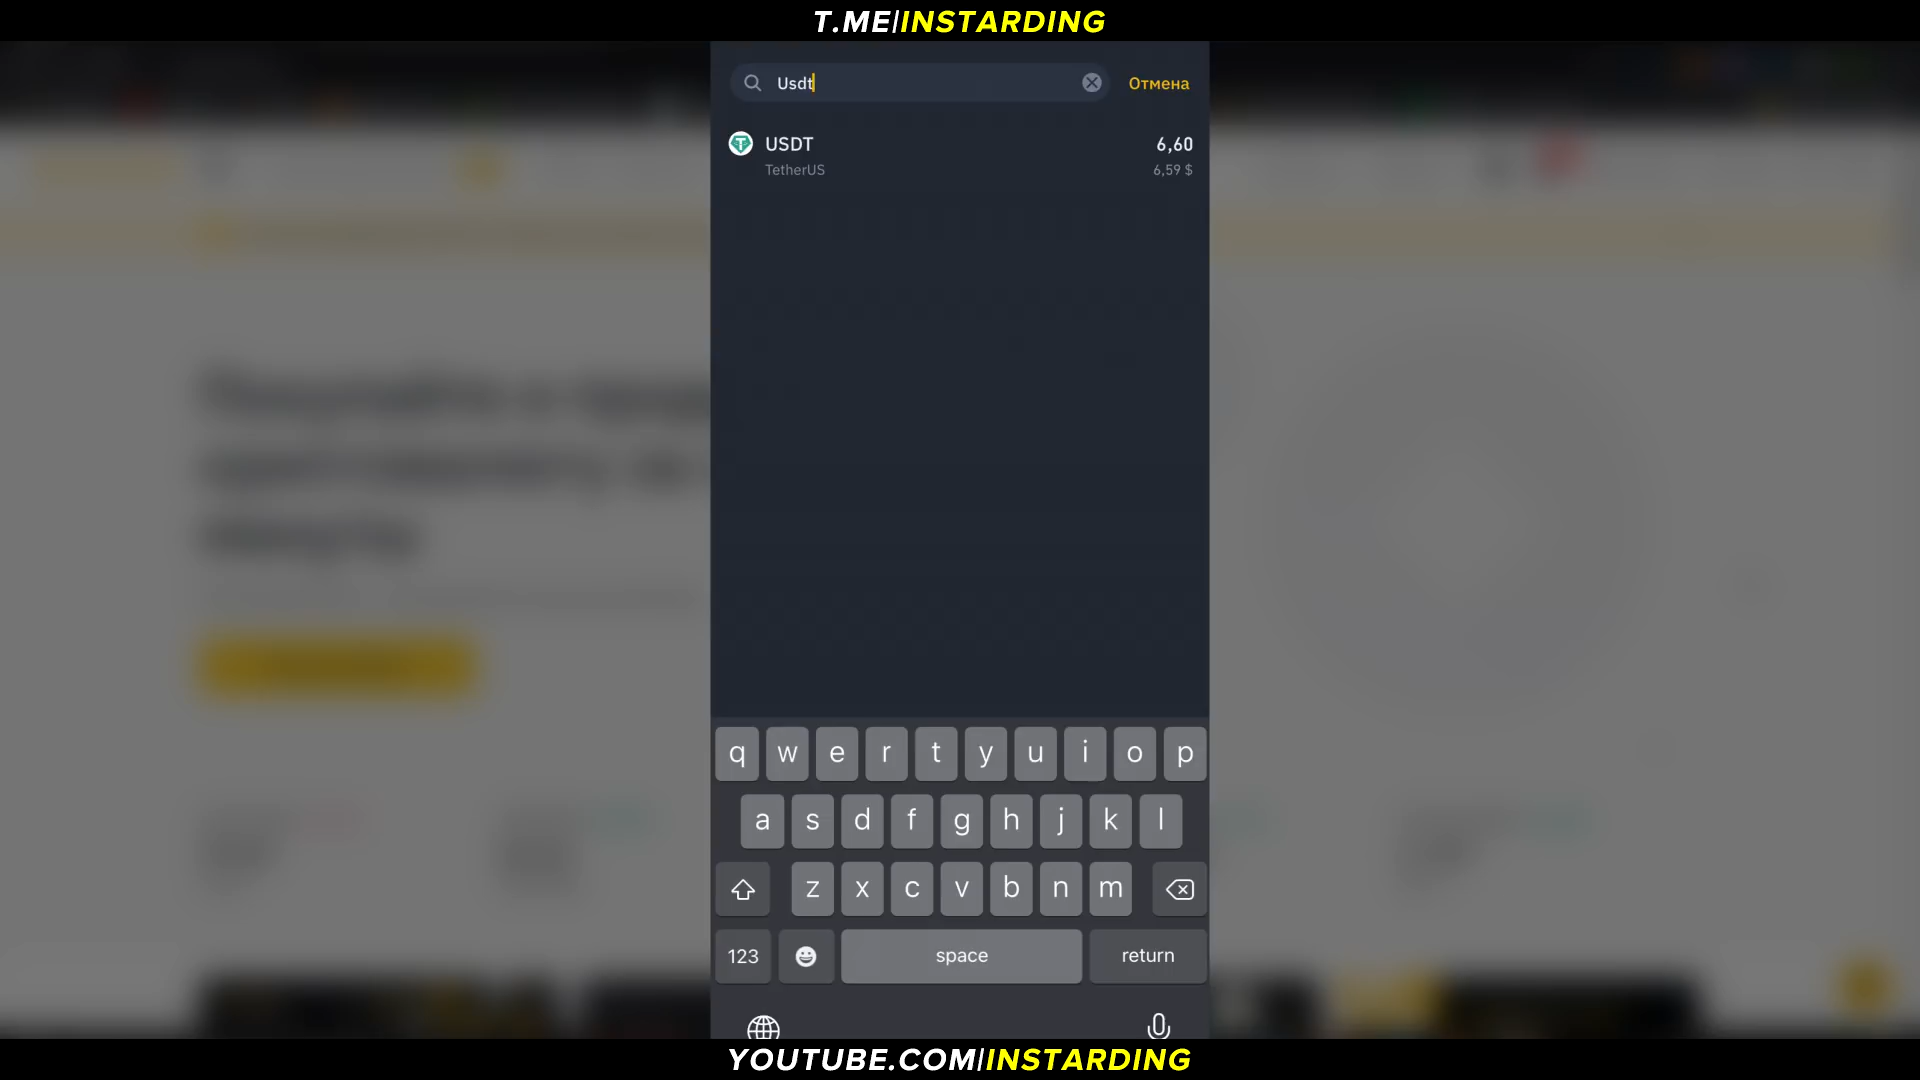 T.ME/INSTARDING
Usdt
Отмена
USDT
6,60
TetherUS
6,59 $
q w e r t y u i o p
a s d f g h j k l
z x c v b n m
123
space
return
YOUTUBE.COM/INSTARDING